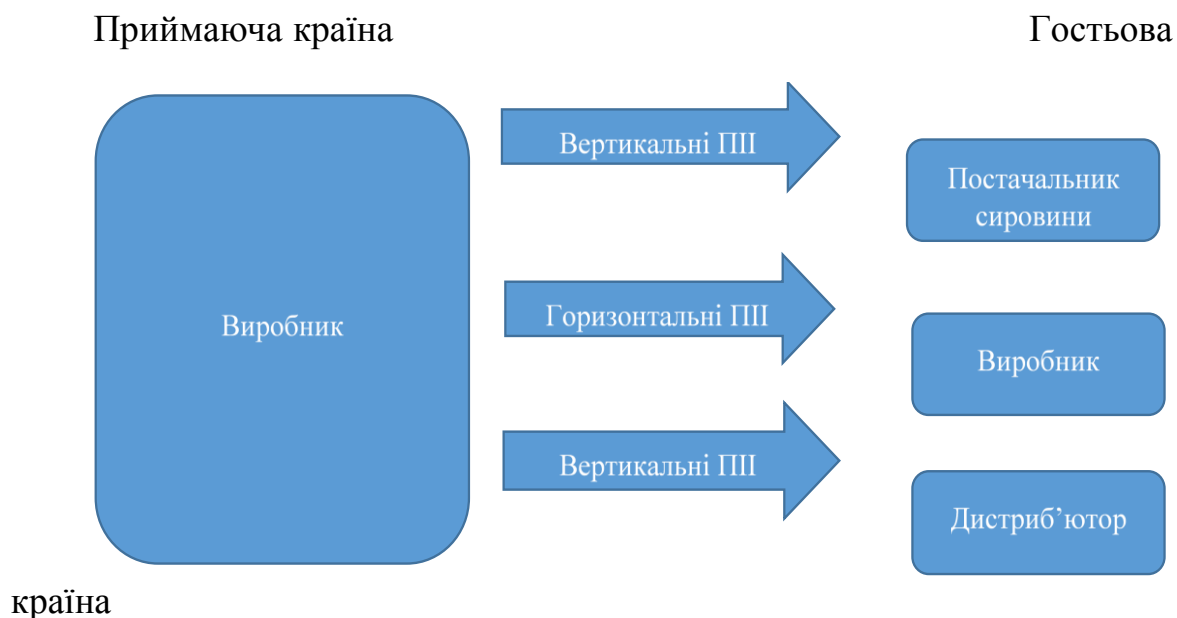 Приймаюча країна Гостьова
Вертикальні ПІІ
Постачальник
сировини
Виробник
Горизонтальні ПІІ
Виробник
Вертикальні ПІІ
Дистриб’ютор
країна